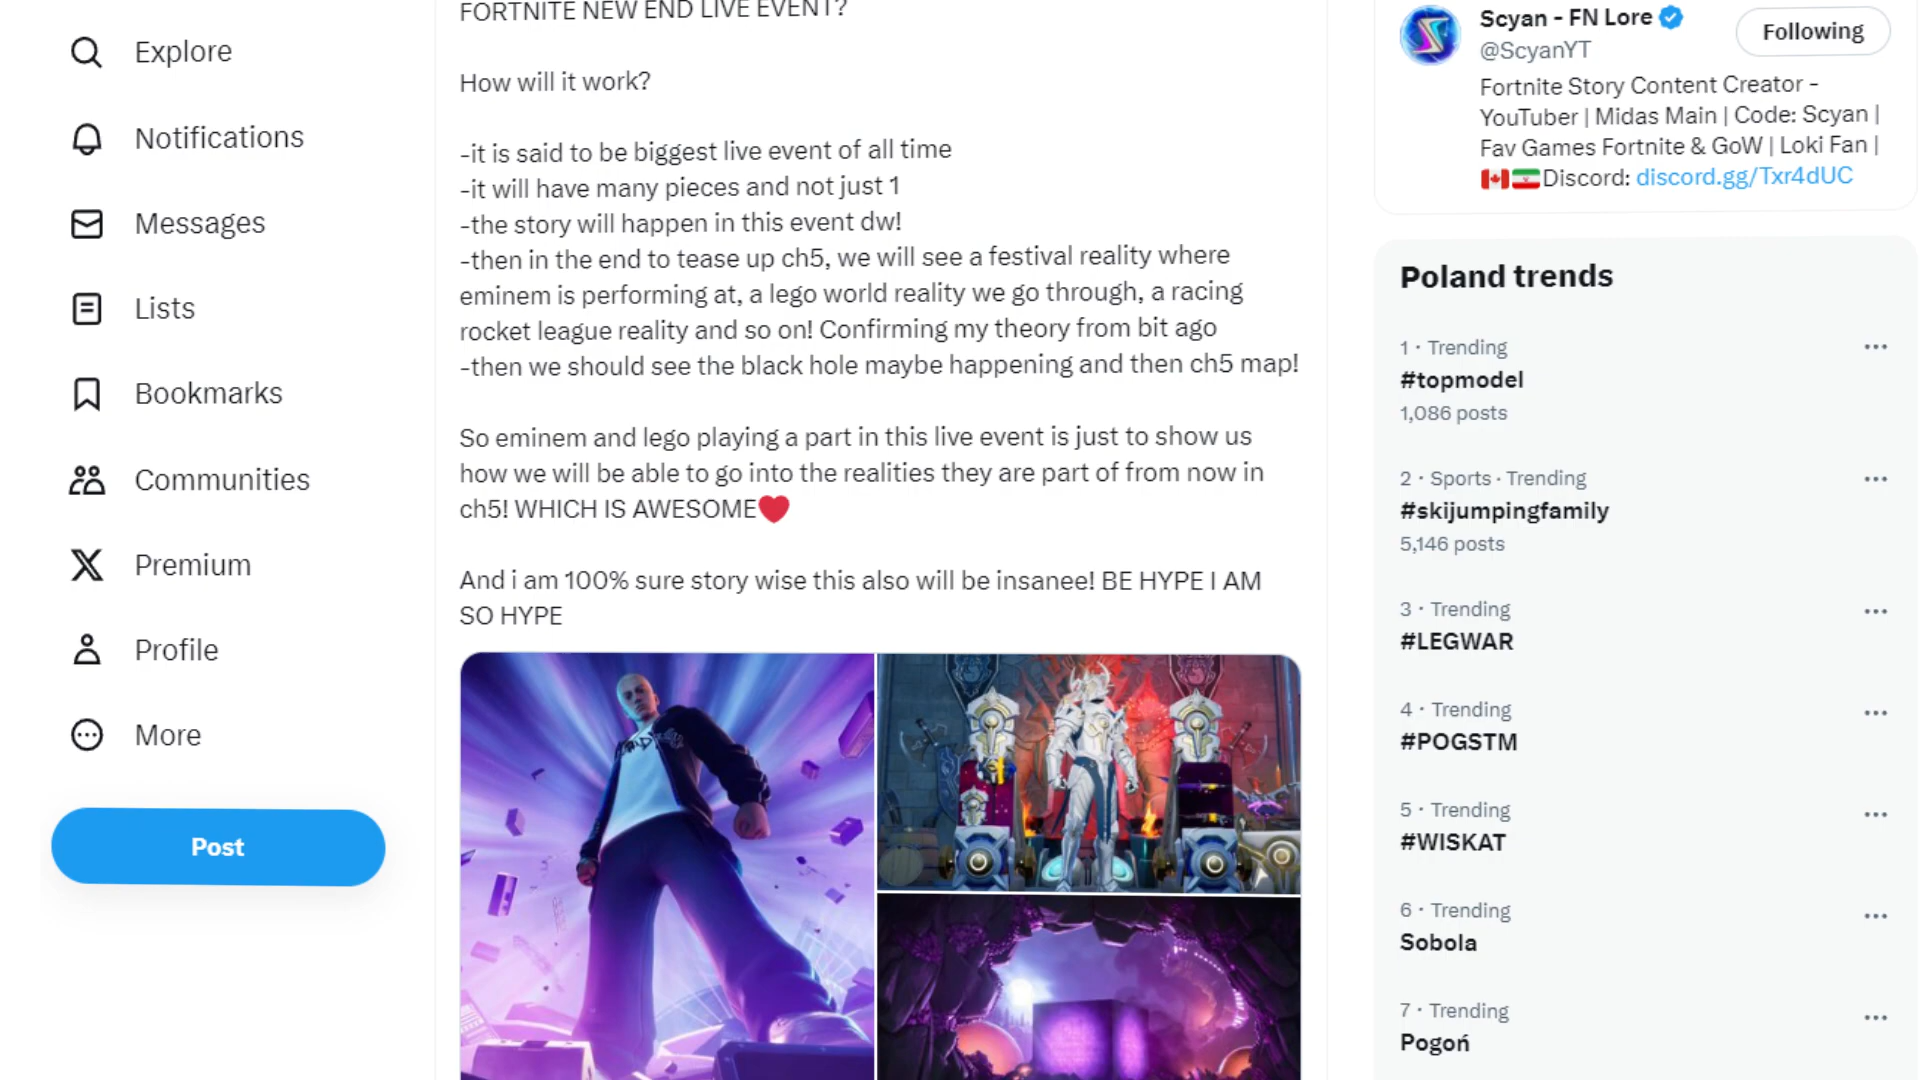 Explore
Notifications
Messages
Lists
Bookmarks
Communities
Premium
Profile
More
Post
FORTNITE NEW END LIVE EVENT?
How will it work?
-it is said to be biggest live event of all time
-it will have many pieces and not just 1
-the story will happen in this event dw!
-then in the end to tease up ch5, we will see a festival reality where
eminem is performing at, a lego world reality we go through, a racing
rocket league reality and so on! Confirming my theory from bit ago
-then we should see the black hole maybe happening and then ch5 map!
So eminem and lego playing a part in this live event is just to show us
how we will be able to go into the realities they are part of from now in
ch5! WHICH IS AWESOME❤️
And i am 100% sure story wise this also will be insanee! BE HYPE I AM
SO HYPE
Scyan - FN Lore
@ScyanYT
Following
Fortnite Story Content Creator -
YouTuber | Midas Main | Code: Scyan |
Fav Games Fortnite & GoW | Loki Fan |
🇨🇦🇮🇷Discord: discord.gg/Txr4dUC
Poland trends
1 · Trending
#topmodel
1,086 posts
2 · Sports · Trending
#skijumpingfamily
5,146 posts
3 · Trending
#LEGWAR
4 · Trending
#POGSTM
5 · Trending
#WISKAT
6 · Trending
Sobola
7 · Trending
Pogoń